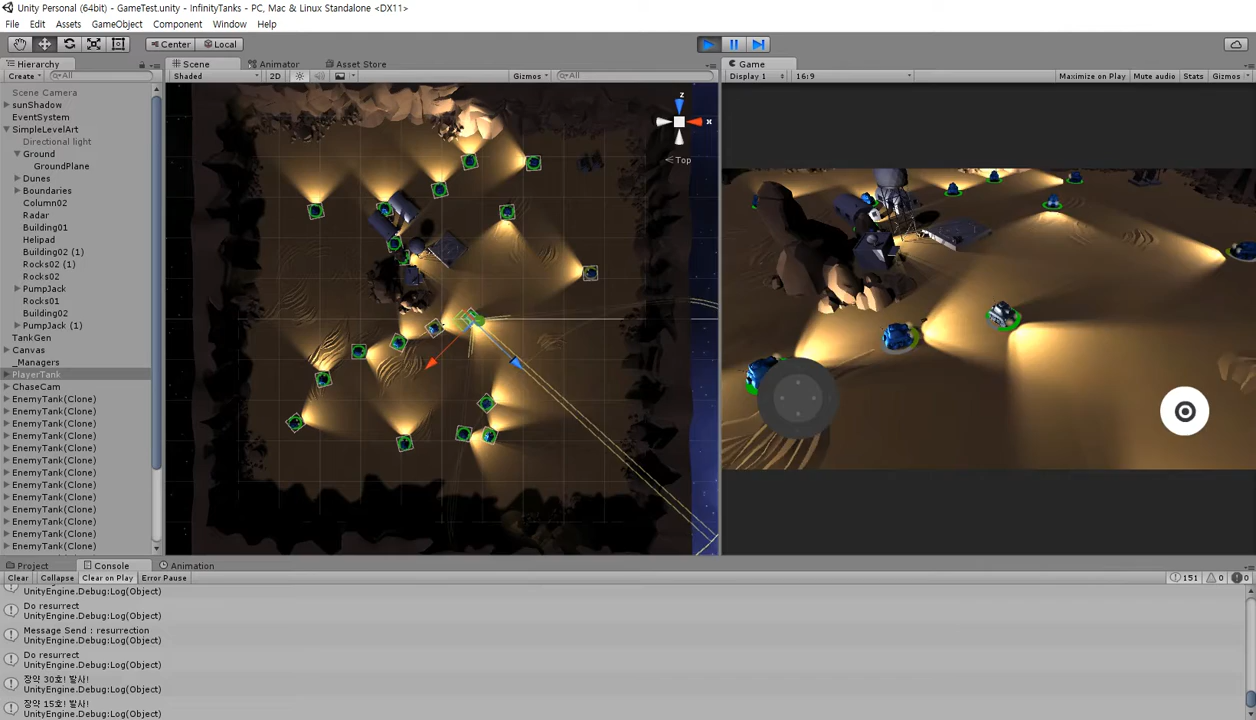 Unity Personal (64bit) - GameTest.unity - InfinityTanks - PC, Mac & Linux Standalone <DX11>
File Edit Assets GameObject Component Window Help
Center Local
Hierarchy
Create All
Scene Camera
sunShadow
EventSystem
SimpleLevelArt
Directional light
Ground
GroundPlane
Dunes
Boundaries
Column02
Radar
Building01
Helipad
Building02 (1)
Rocks02 (1)
Rocks02
PumpJack
Rocks01
Building02
PumpJack (1)
TankGen
Canvas
_Managers
PlayerTank
ChaseCam
EnemyTank(Clone)
EnemyTank(Clone)
EnemyTank(Clone)
EnemyTank(Clone)
EnemyTank(Clone)
EnemyTank(Clone)
EnemyTank(Clone)
EnemyTank(Clone)
EnemyTank(Clone)
EnemyTank(Clone)
EnemyTank(Clone)
EnemyTank(Clone)
EnemyTank(Clone)
Scene Animator Asset Store
Shaded 2D Gizmos All
z
x
Top
Game
Display 1 16:9 Maximize on Play Mute audio Stats Gizmos
Project Console Animation
Clear Collapse Clear on Play Error Pause 151 0 0
UnityEngine.Debug:Log(Object)
Do resurrect
UnityEngine.Debug:Log(Object)
Message Send : resurrection
UnityEngine.Debug:Log(Object)
Do resurrect
UnityEngine.Debug:Log(Object)
장약 30호! 발사!
UnityEngine.Debug:Log(Object)
장약 15호! 발사!
UnityEngine.Debug:Log(Object)